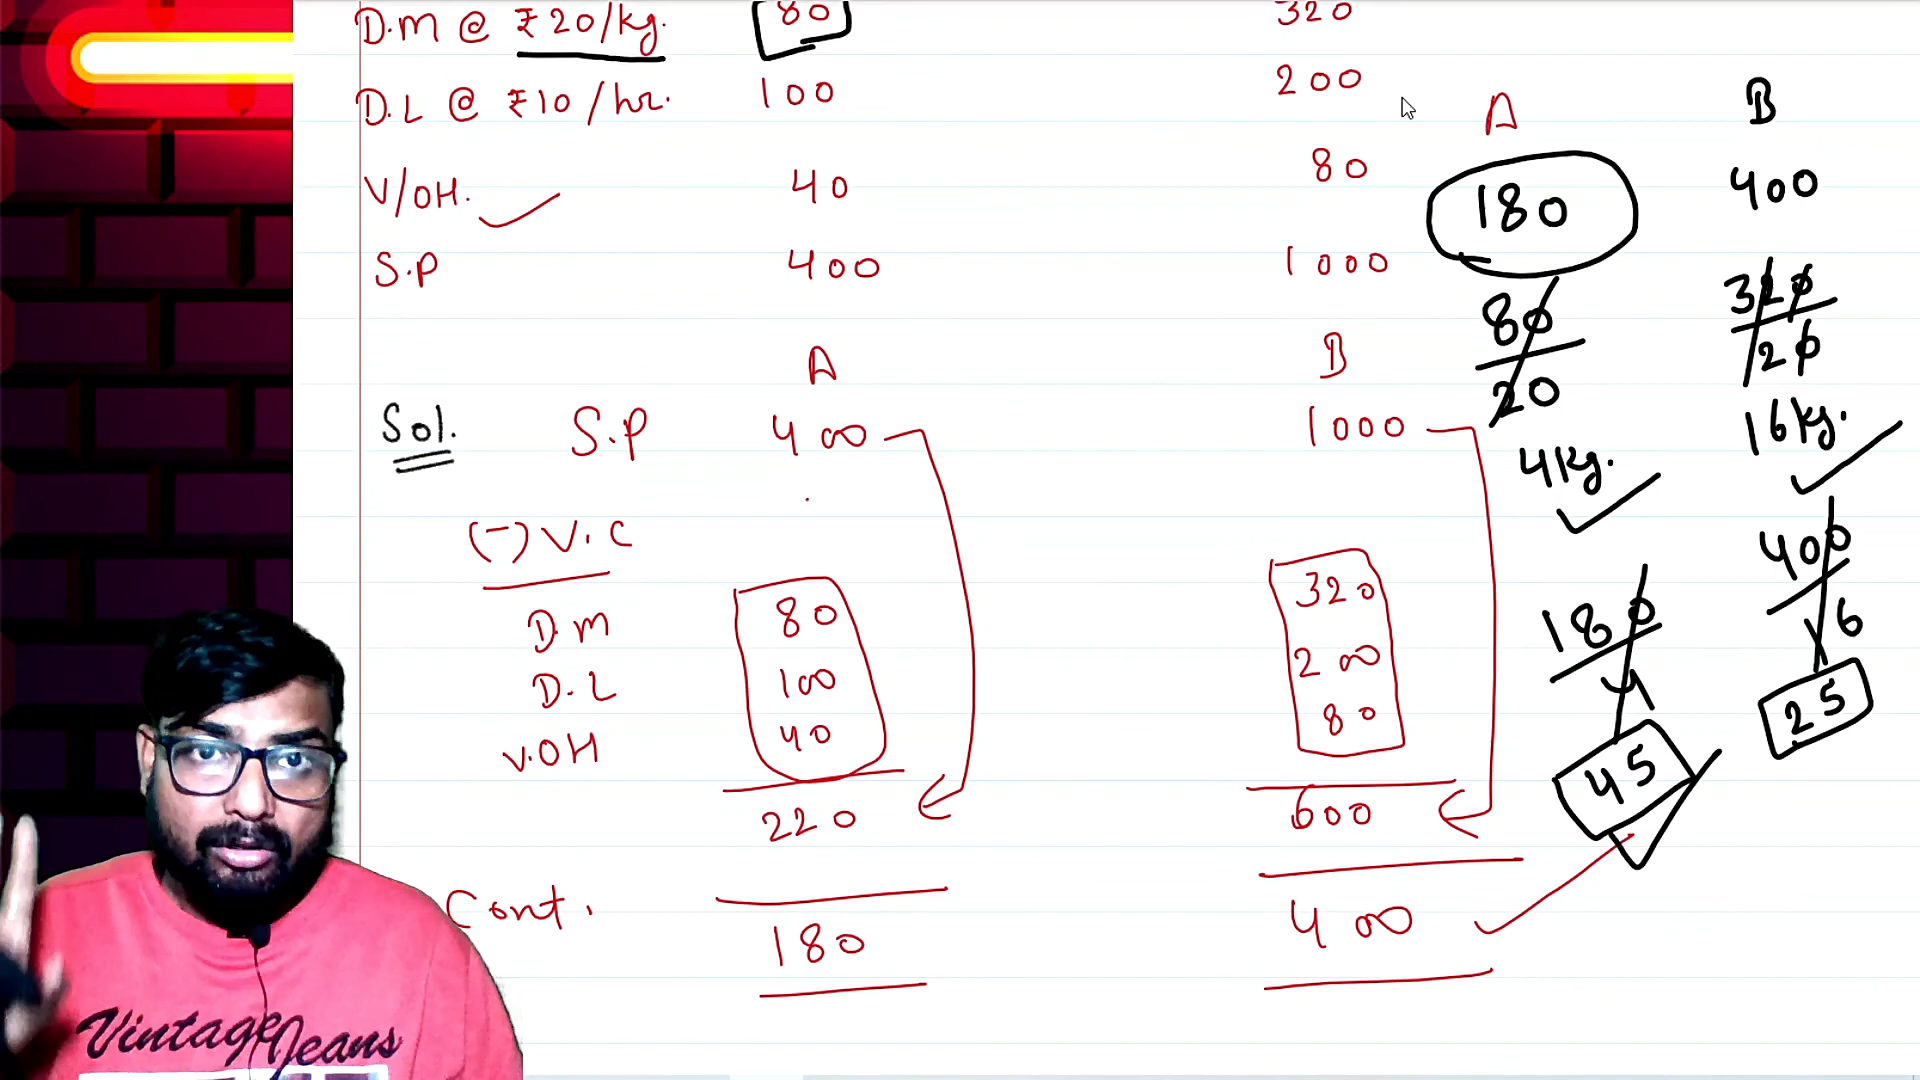 D.M @ ₹20/kg. 80 320
D.L @ ₹10/hr. 100 200
V/OH. 40 80
S.P 400 1000
A B
Sol. S.P 400 1000
(-) V.C
D.M 80 320
D.L 100 200
V.OH 40 80
220 600
Cont. 180 400
A B
180 400
80 320
20 20
4kg. 16kg.
180 400
4 16
45 25
Vintage Jeans